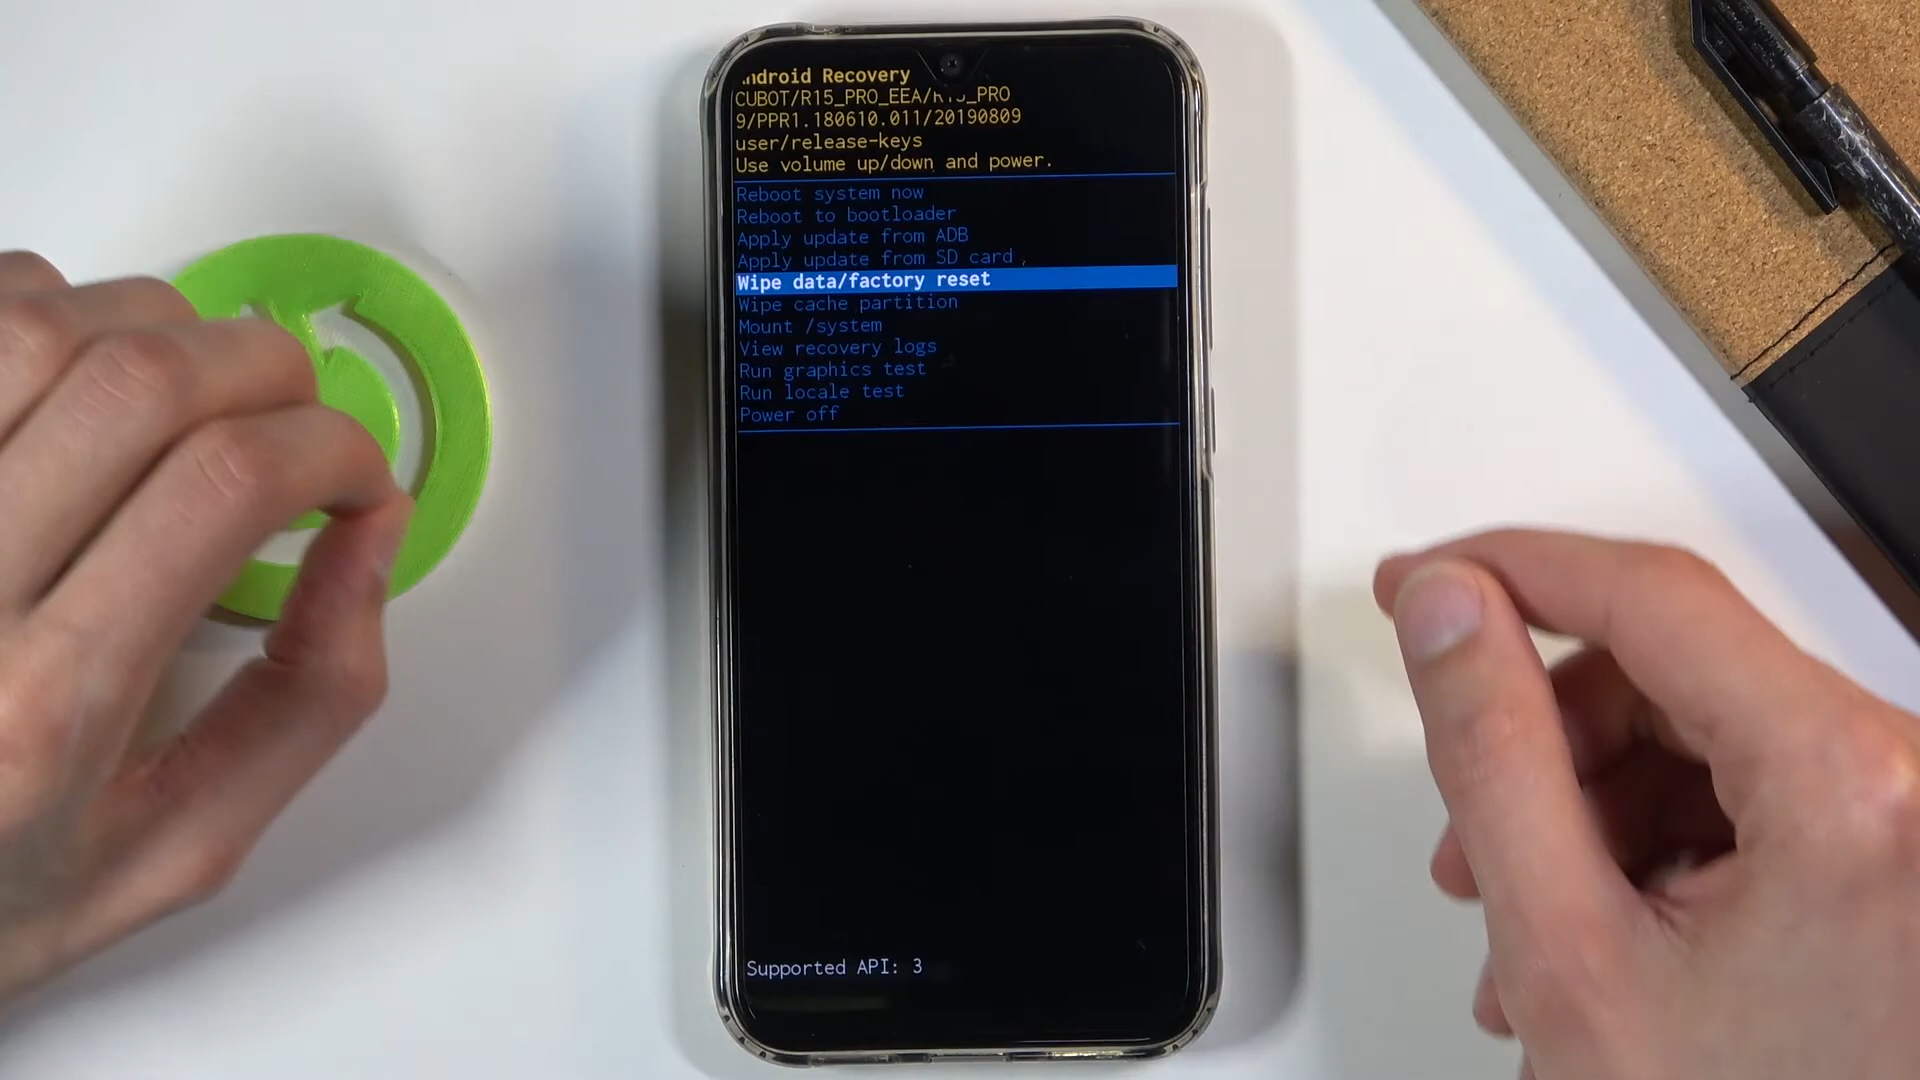 Android Recovery
CUBOT/R15_PRO_EEA/R15_PRO
9/PPR1.180610.011/20190809
user/release-keys
Use volume up/down and power.
Reboot system now
Reboot to bootloader
Apply update from ADB
Apply update from SD card
Wipe data/factory reset
Wipe cache partition
Mount /system
View recovery logs
Run graphics test
Run locale test
Power off
Supported API: 3